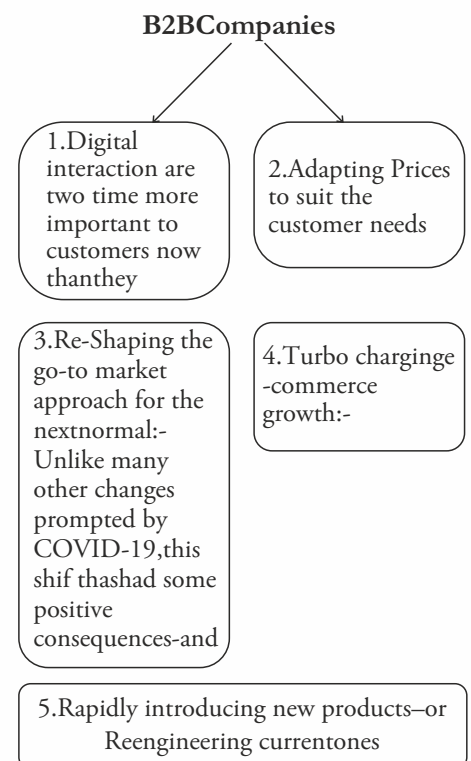 B2BCompanies
1.Digital
interaction are
two time more
important to
customers now
thanthey
2.Adapting Prices
to suit the
customer needs
3.Re-Shaping the
go-to market
approach for the
nextnormal:-
Unlike many
other changes
prompted by
COVID-19,this
shif thashad some
positive
consequences-and
4.Turbo charginge
-commerce
growth:-
5.Rapidly introducing new products–or
Reengineering currentones